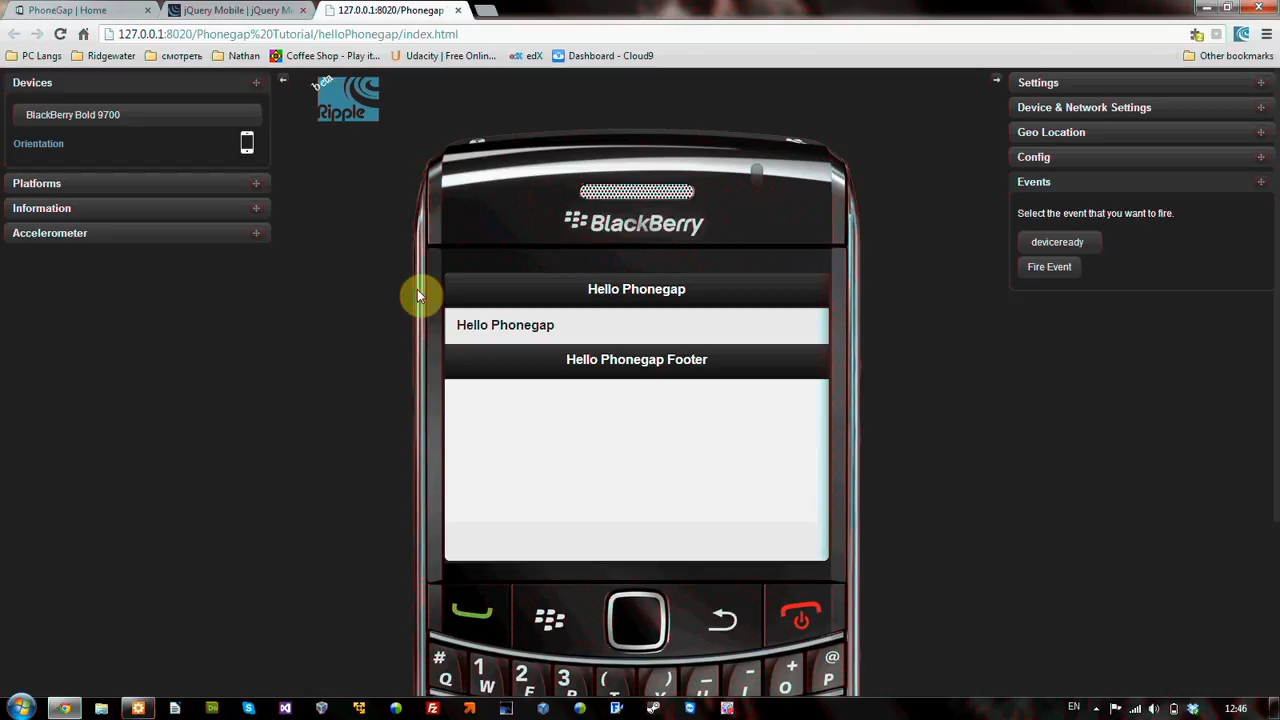 PhoneGap | Home
jQuery Mobile | jQuery M
127.0.0.1:8020/Phonegap
127.0.0.1:8020/Phonegap%20Tutorial/helloPhonegap/index.html
PC Langs
Ridgewater
смотреть
Nathan
Coffee Shop - Play it...
Udacity | Free Onlin...
edX
Dashboard - Cloud9
Other bookmarks
Devices
BlackBerry Bold 9700
Orientation
Platforms
Information
Accelerometer
beta
Ripple
BlackBerry
Hello Phonegap
Hello Phonegap
Hello Phonegap Footer
# 1 2 3 ( ) _ - + @
Q W E R T Y U I O P
Settings
Device & Network Settings
Geo Location
Config
Events
Select the event that you want to fire.
deviceready
Fire Event
EN
12:46